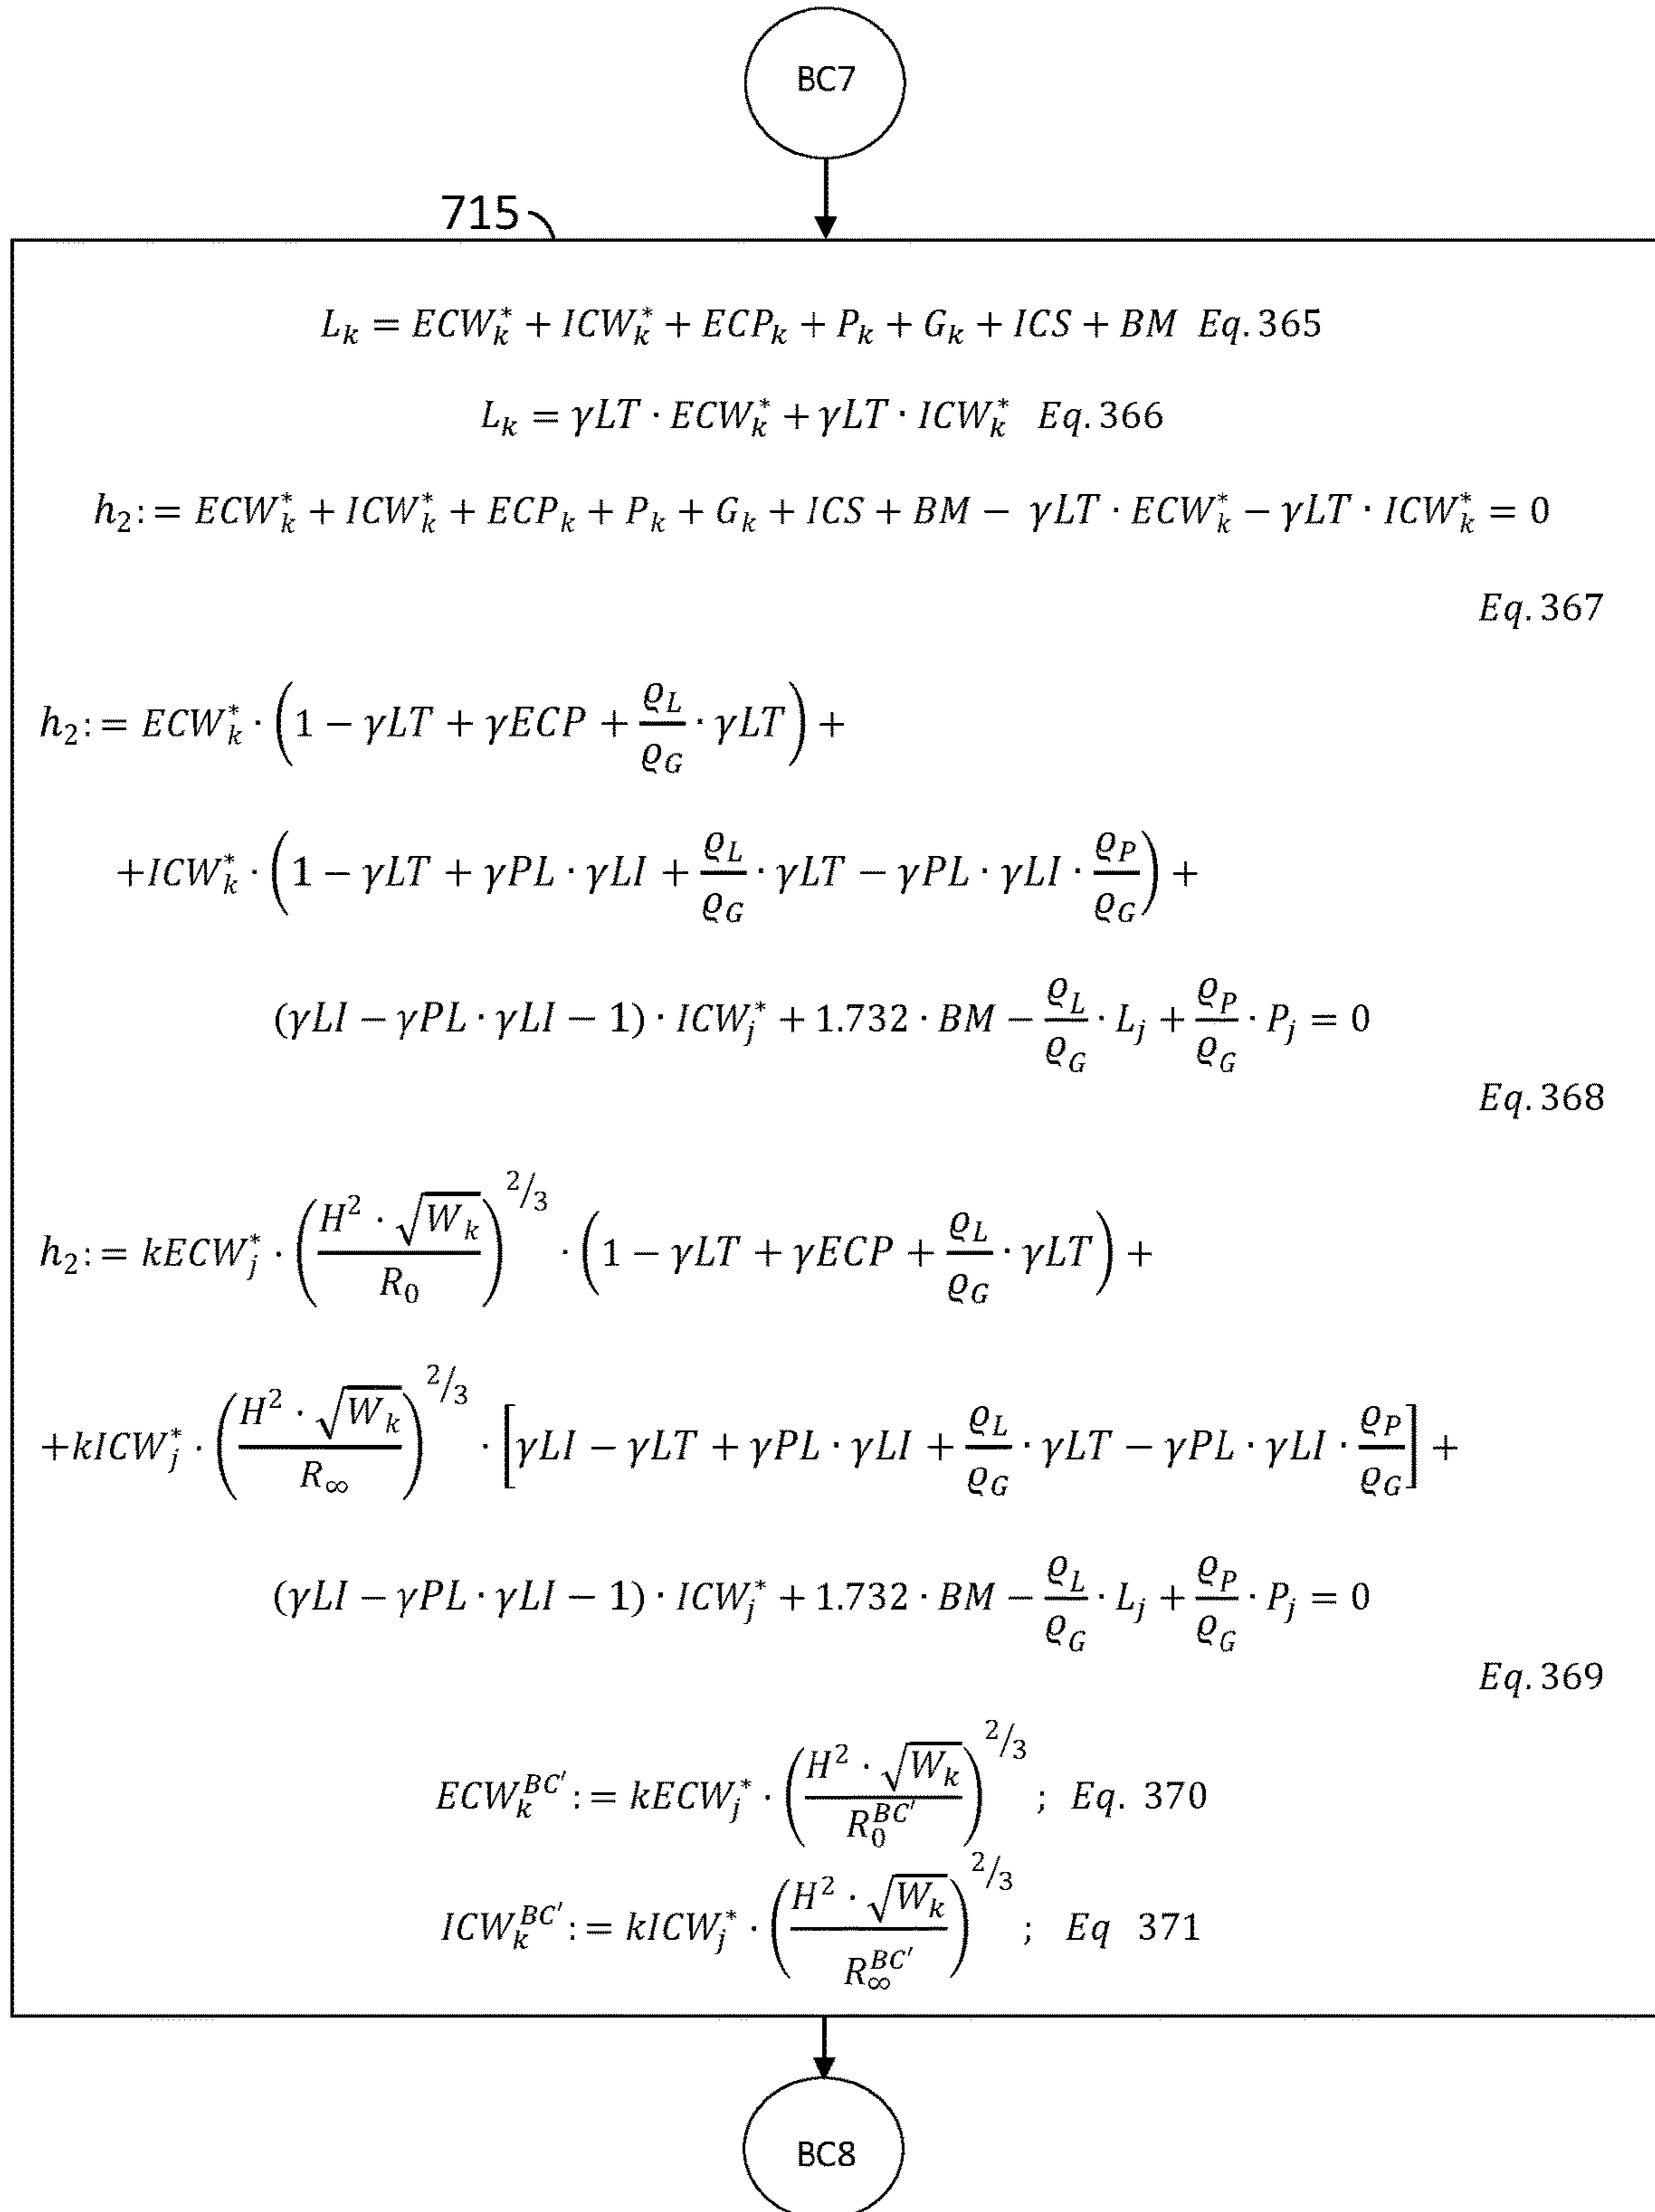 BC7
715
L_k = ECW_k^* + ICW_k^* + ECP_k + P_k + G_k + ICS + BM Eq. 365
L_k = γLT · ECW_k^* + γLT · ICW_k^* Eq. 366
h_2 := ECW_k^* + ICW_k^* + ECP_k + P_k + G_k + ICS + BM − γLT · ECW_k^* − γLT · ICW_k^* = 0
Eq. 367
h_2 := ECW_k^* · (1 − γLT + γECP + ϱ_L/ϱ_G · γLT) +
+ICW_k^* · (1 − γLT + γPL · γLI + ϱ_L/ϱ_G · γLT − γPL · γLI · ϱ_P/ϱ_G) +
(γLI − γPL · γLI − 1) · ICW_j^* + 1.732 · BM − ϱ_L/ϱ_G · L_j + ϱ_P/ϱ_G · P_j = 0
Eq. 368
h_2 := kECW_j^* · ((H^2 · √W_k)/R_0)^{2/3} · (1 − γLT + γECP + ϱ_L/ϱ_G · γLT) +
+kICW_j^* · ((H^2 · √W_k)/R_∞)^{2/3} · [γLI − γLT + γPL · γLI + ϱ_L/ϱ_G · γLT − γPL · γLI · ϱ_P/ϱ_G] +
(γLI − γPL · γLI − 1) · ICW_j^* + 1.732 · BM − ϱ_L/ϱ_G · L_j + ϱ_P/ϱ_G · P_j = 0
Eq. 369
ECW_k^{BC'} := kECW_j^* · ((H^2 · √W_k)/R_0^{BC'})^{2/3} ; Eq. 370
ICW_k^{BC'} := kICW_j^* · ((H^2 · √W_k)/R_∞^{BC'})^{2/3} ; Eq 371
BC8